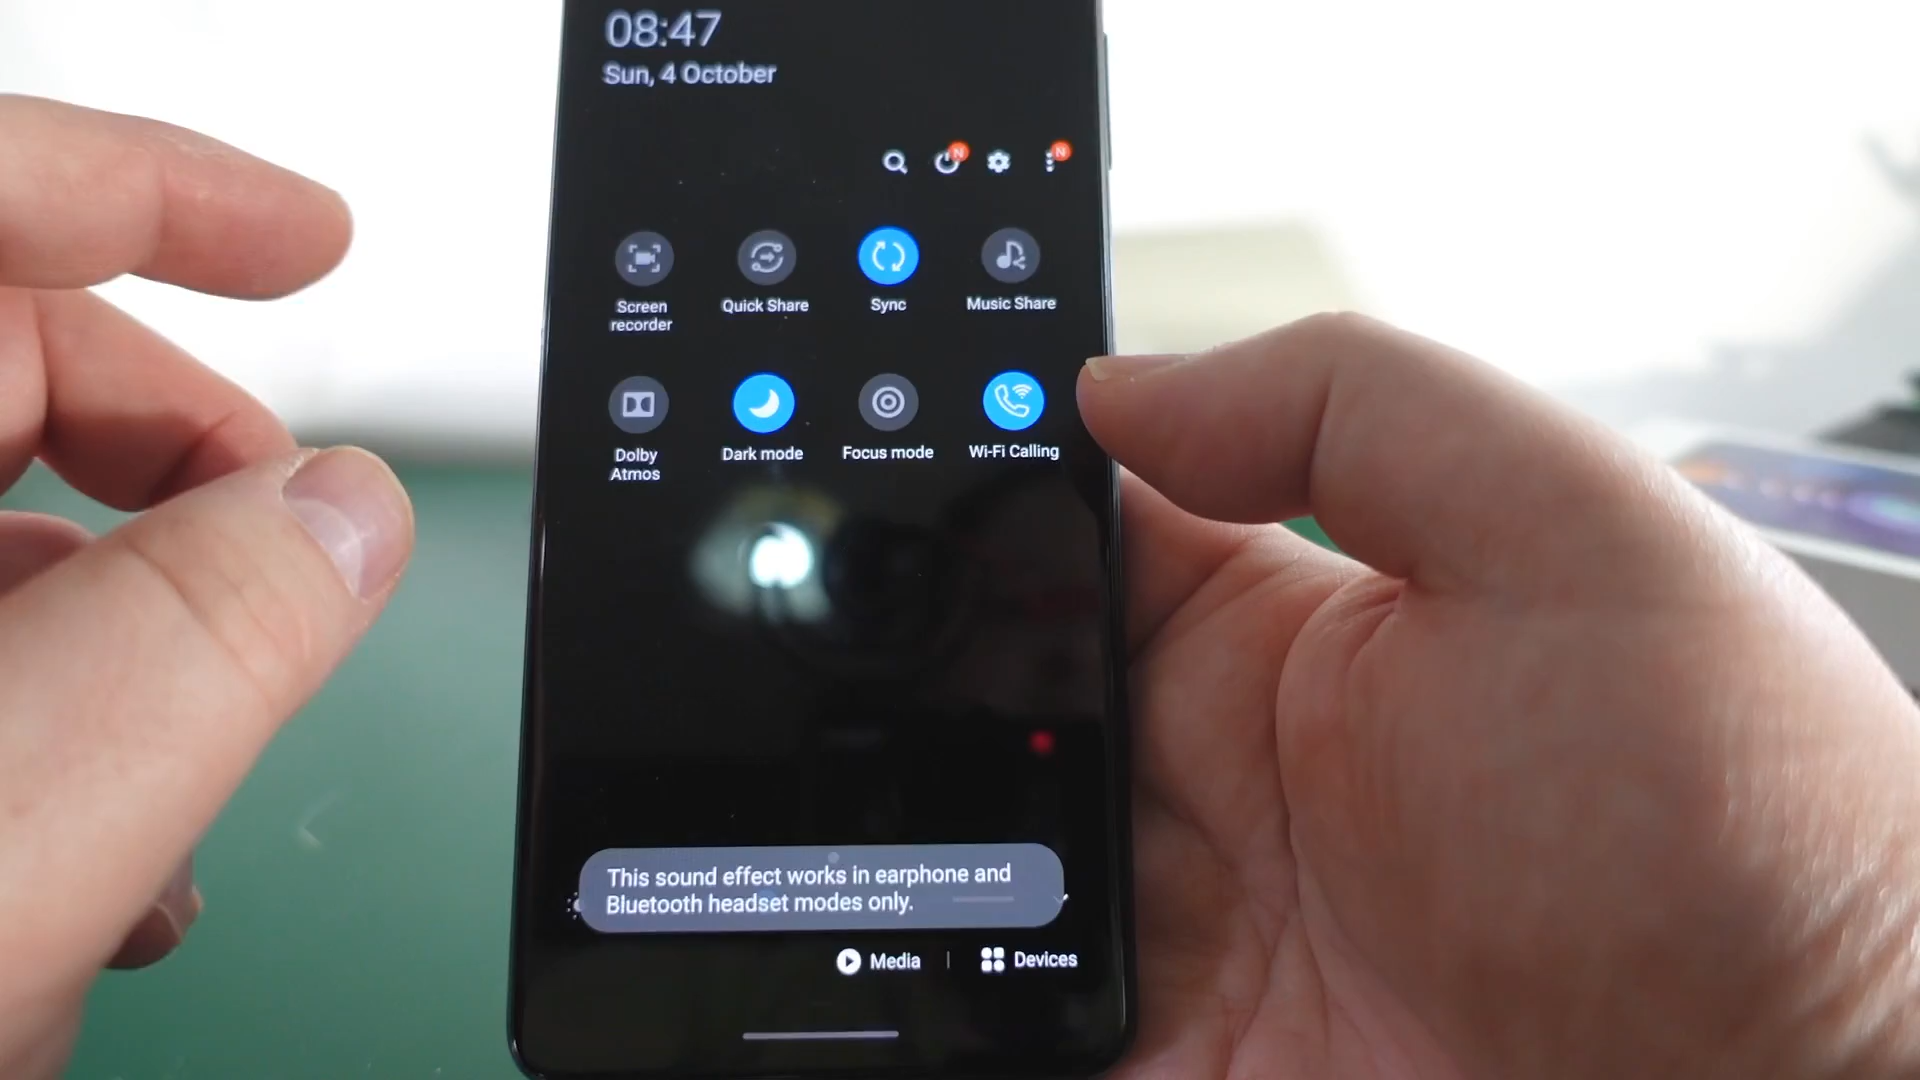 08:47
Sun, 4 October
N
N
Screen
recorder
Quick Share
Sync
Music Share
Dolby
Atmos
Dark mode
Focus mode
Wi-Fi Calling
This sound effect works in earphone and
Bluetooth headset modes only.
Media | Devices